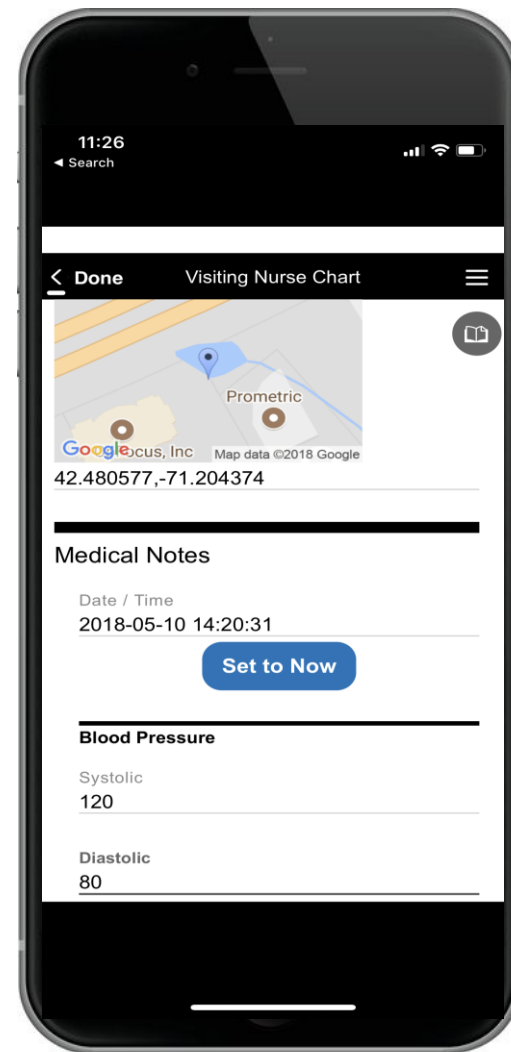 11:26
◄ Search
Done Visiting Nurse Chart
Prometric
Google ocus, Inc Map data ©2018 Google
42.480577,-71.204374
Medical Notes
Date / Time
2018-05-10 14:20:31
Set to Now
Blood Pressure
Systolic
120
Diastolic
80